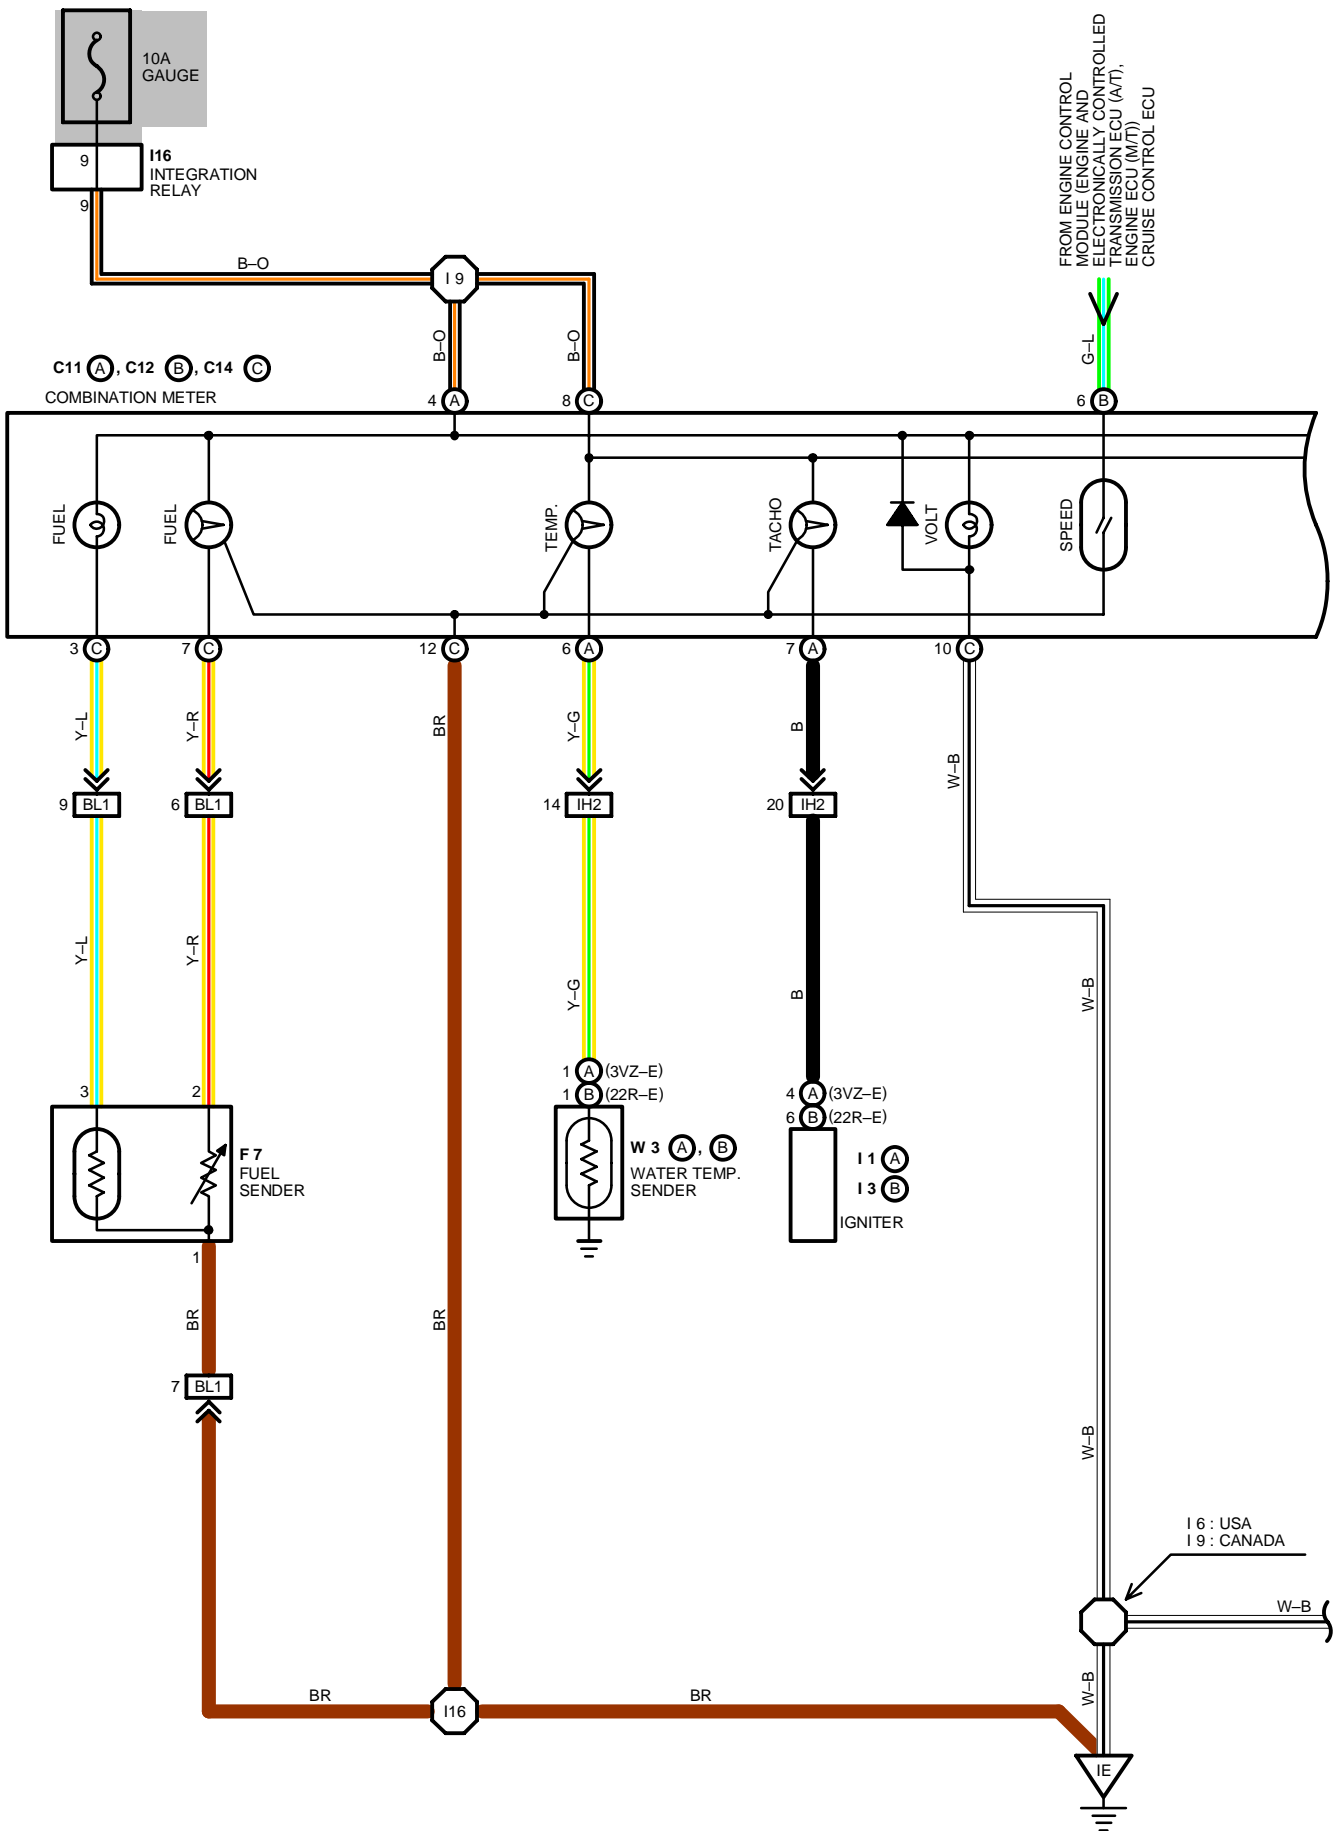 10A
GAUGE
9
I16
INTEGRATION
RELAY
9
B–O
I 9
B–O
B–O
FROM ENGINE CONTROL
MODULE (ENGINE AND
ELECTRONICALLY CONTROLLED
TRANSMISSION ECU (A/T),
ENGINE ECU (M/T))
CRUISE CONTROL ECU
G–L
C11 A , C12 B , C14 C
COMBINATION METER
4 A
8 C
6 B
FUEL
FUEL
TEMP.
TACHO
VOLT
SPEED
3 C
7 C
12 C
6 A
7 A
10 C
Y–L
Y–R
BR
Y–G
B
W–B
9 BL1
6 BL1
14 IH2
20 IH2
Y–L
Y–R
Y–G
B
W–B
3
2
1 A (3VZ–E)
1 B (22R–E)
4 A (3VZ–E)
6 B (22R–E)
F 7
FUEL
SENDER
W 3 A , B
WATER TEMP.
SENDER
I 1 A
I 3 B
IGNITER
1
BR
BR
7 BL1
W–B
I 6 : USA
I 9 : CANADA
W–B
W–B
BR
I16
BR
IE